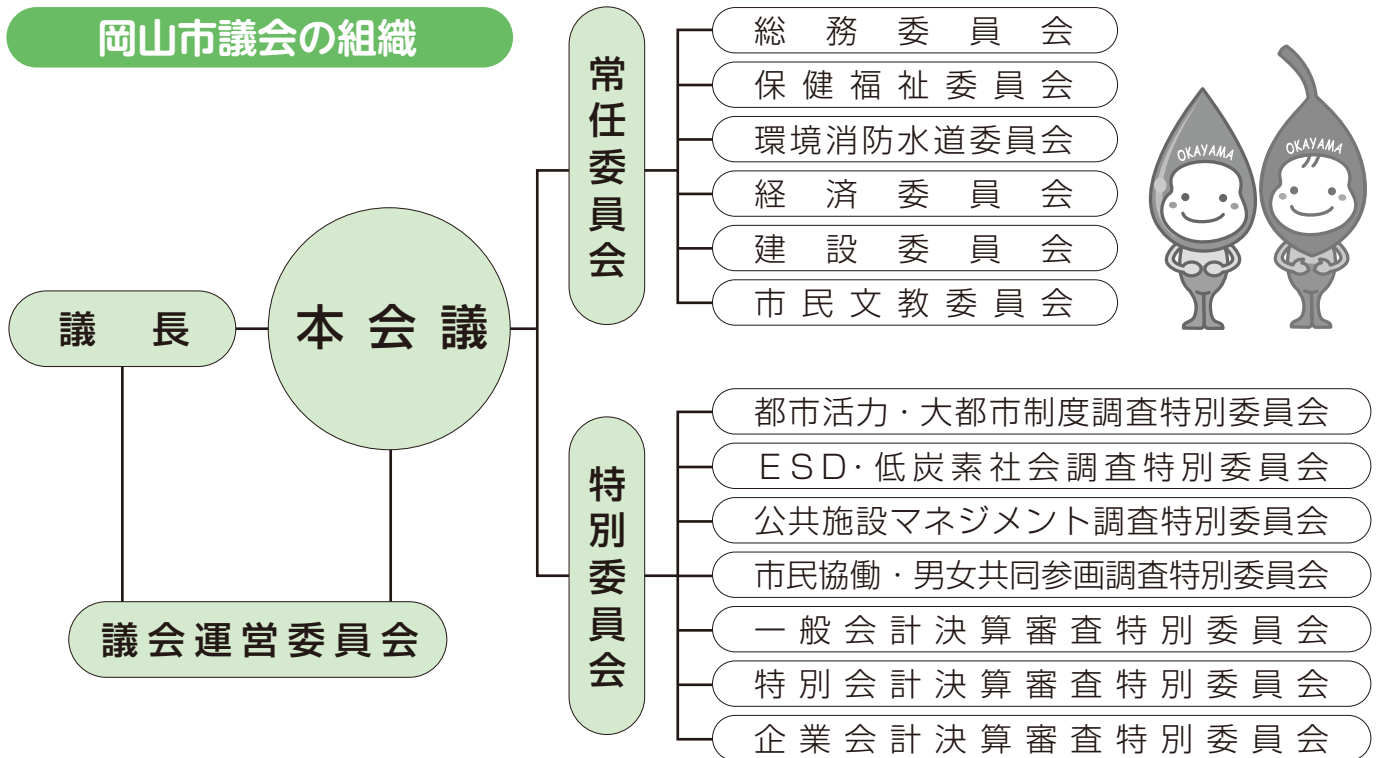 岡山市議会の組織
議長
本会議
議会運営委員会
常任委員会
総務委員会
保健福祉委員会
環境消防水道委員会
経済委員会
建設委員会
市民文教委員会
OKAYAMA
OKAYAMA
特別委員会
都市活力・大都市制度調査特別委員会
ESD・低炭素社会調査特別委員会
公共施設マネジメント調査特別委員会
市民協働・男女共同参画調査特別委員会
一般会計決算審査特別委員会
特別会計決算審査特別委員会
企業会計決算審査特別委員会